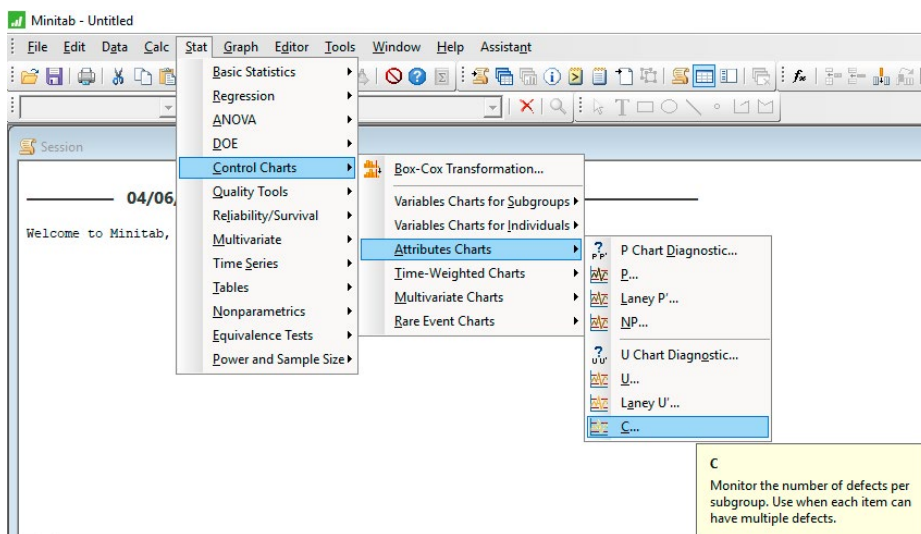 Minitab - Untitled
File Edit Data Calc Stat Graph Editor Tools Window Help Assistant
Session
04/06/
Welcome to Minitab,
Basic Statistics
Regression
ANOVA
DOE
Control Charts
Quality Tools
Reliability/Survival
Multivariate
Time Series
Tables
Nonparametrics
Equivalence Tests
Power and Sample Size
Box-Cox Transformation...
Variables Charts for Subgroups
Variables Charts for Individuals
Attributes Charts
Time-Weighted Charts
Multivariate Charts
Rare Event Charts
P Chart Diagnostic...
P...
Laney P'...
NP...
U Chart Diagnostic...
U...
Laney U'...
C...
C
Monitor the number of defects per
subgroup. Use when each item can
have multiple defects.